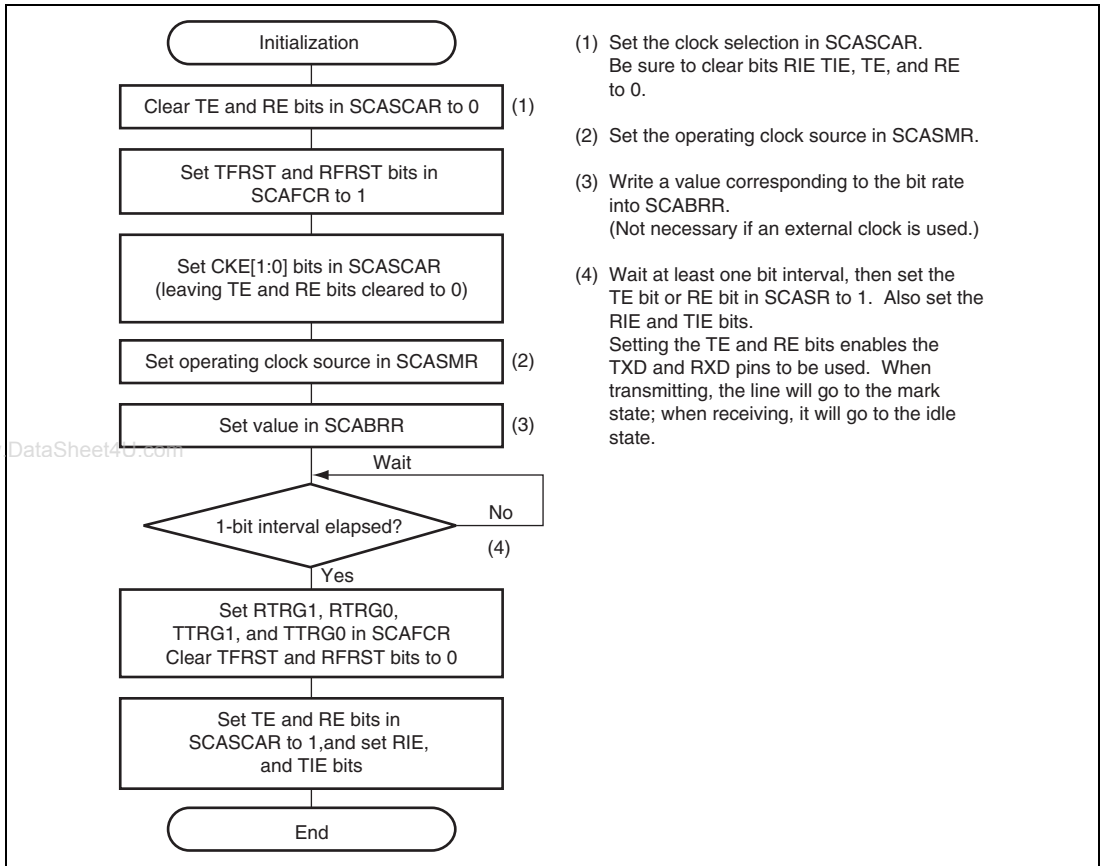 Initialization
Clear TE and RE bits in SCASCAR to 0
(1)
Set TFRST and RFRST bits in
SCAFCR to 1
Set CKE[1:0] bits in SCASCAR
(leaving TE and RE bits cleared to 0)
Set operating clock source in SCASMR
(2)
Set value in SCABRR
(3)
Wait
1-bit interval elapsed?
No
(4)
Yes
Set RTRG1, RTRG0,
TTRG1, and TTRG0 in SCAFCR
Clear TFRST and RFRST bits to 0
Set TE and RE bits in
SCASCAR to 1,and set RIE,
and TIE bits
End
(1) Set the clock selection in SCASCAR.
Be sure to clear bits RIE TIE, TE, and RE
to 0.
(2) Set the operating clock source in SCASMR.
(3) Write a value corresponding to the bit rate
into SCABRR.
(Not necessary if an external clock is used.)
(4) Wait at least one bit interval, then set the
TE bit or RE bit in SCASR to 1. Also set the
RIE and TIE bits.
Setting the TE and RE bits enables the
TXD and RXD pins to be used. When
transmitting, the line will go to the mark
state; when receiving, it will go to the idle
state.
DataSheet4U.com